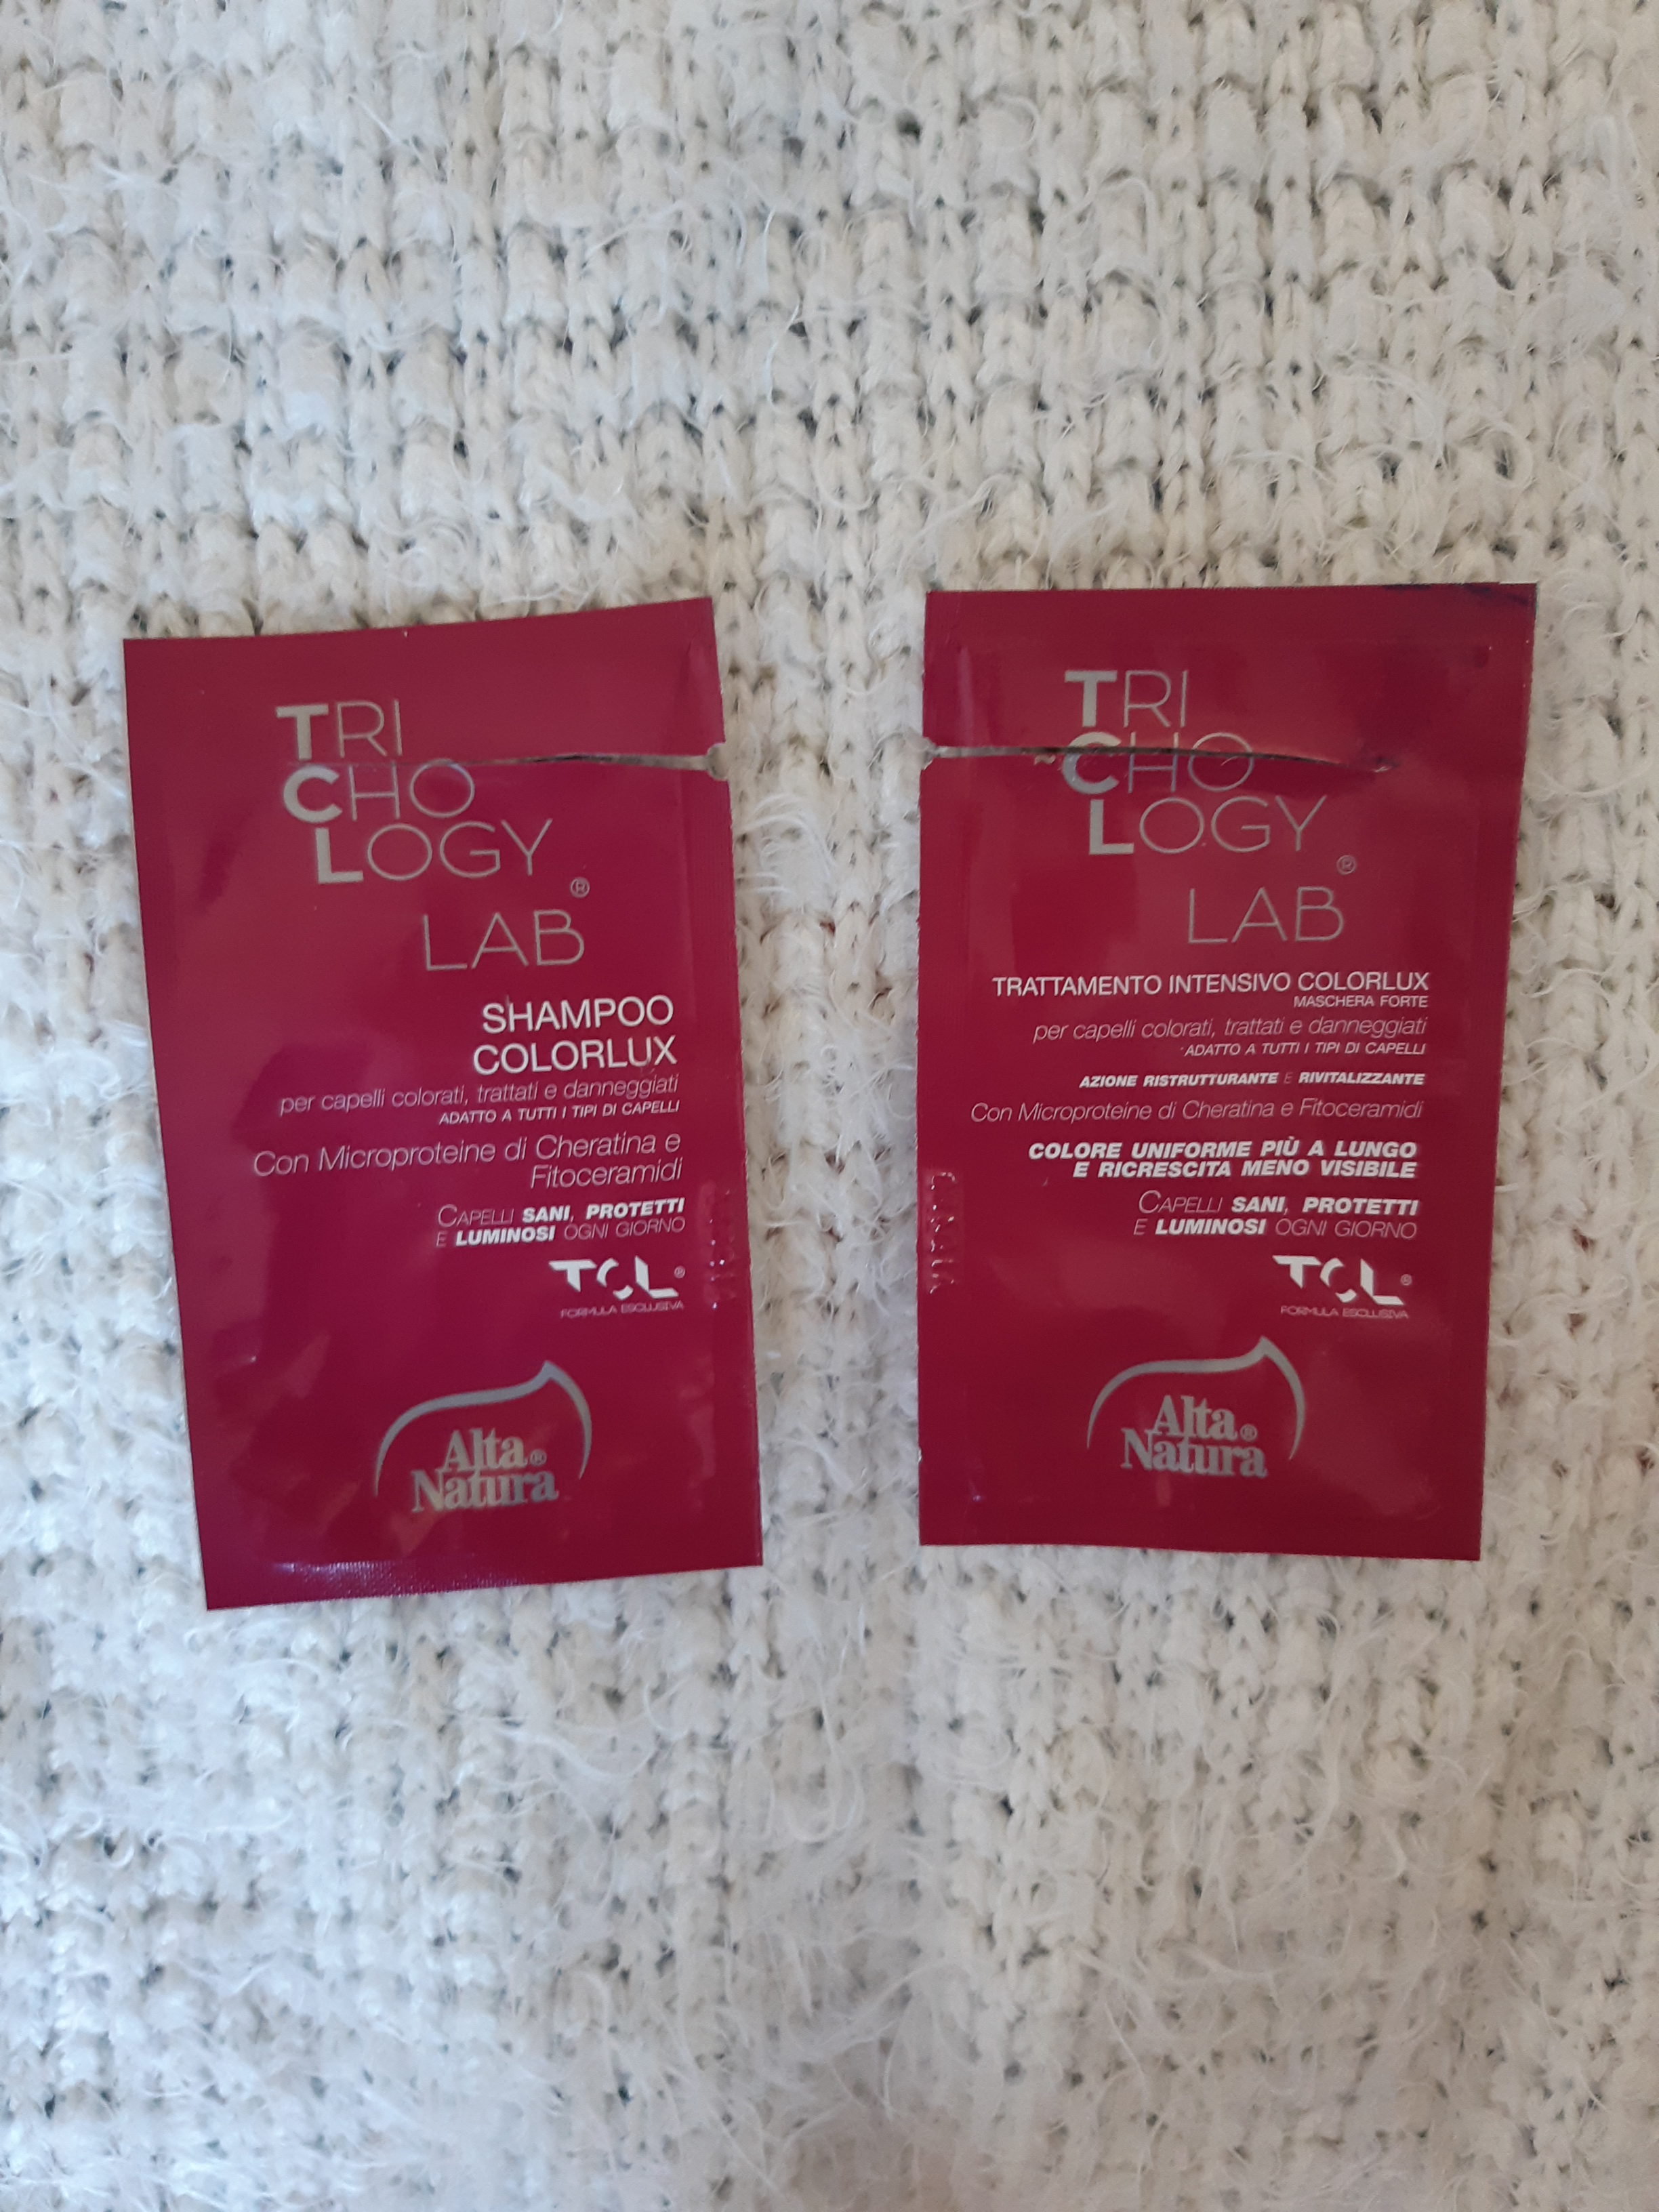 TRI
CHO
LOGY
LAB®
SHAMPOO
COLORLUX
per capelli colorati, trattati e danneggiati
ADATTO A TUTTI I TIPI DI CAPELLI
Con Microproteine di Cheratina e
Fitoceramidi
CAPELLI SANI, PROTETTI
E LUMINOSI OGNI GIORNO
TCL®
FORMULA ESCLUSIVA
Alta®
Natura
TRI
CHO
LOGY
LAB®
TRATTAMENTO INTENSIVO COLORLUX
MASCHERA FORTE
per capelli colorati, trattati e danneggiati
ADATTO A TUTTI I TIPI DI CAPELLI
AZIONE RISTRUTTURANTE E RIVITALIZZANTE
Con Microproteine di Cheratina e Fitoceramidi
COLORE UNIFORME PIÙ A LUNGO
E RICRESCITA MENO VISIBILE
CAPELLI SANI, PROTETTI
E LUMINOSI OGNI GIORNO
TCL®
FORMULA ESCLUSIVA
Alta®
Natura